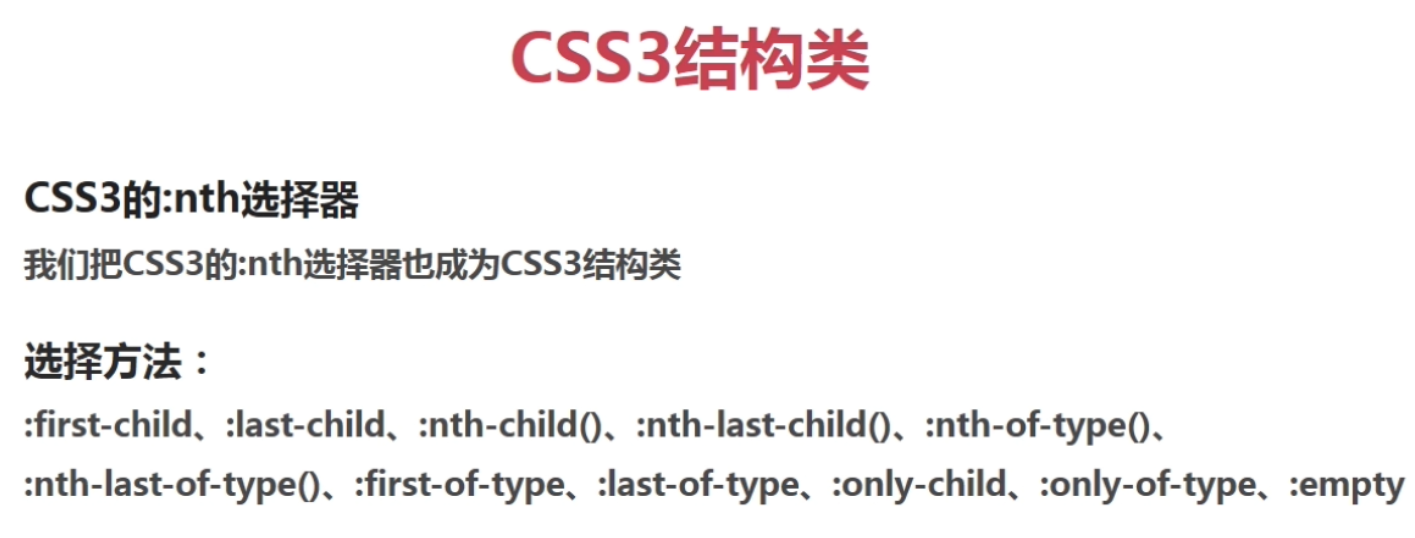 CSS3结构类
CSS3的:nth选择器
我们把CSS3的:nth选择器也成为CSS3结构类
选择方法：
:first-child、:last-child、:nth-child()、:nth-last-child()、:nth-of-type()、
:nth-last-of-type()、:first-of-type、:last-of-type、:only-child、:only-of-type、:empty